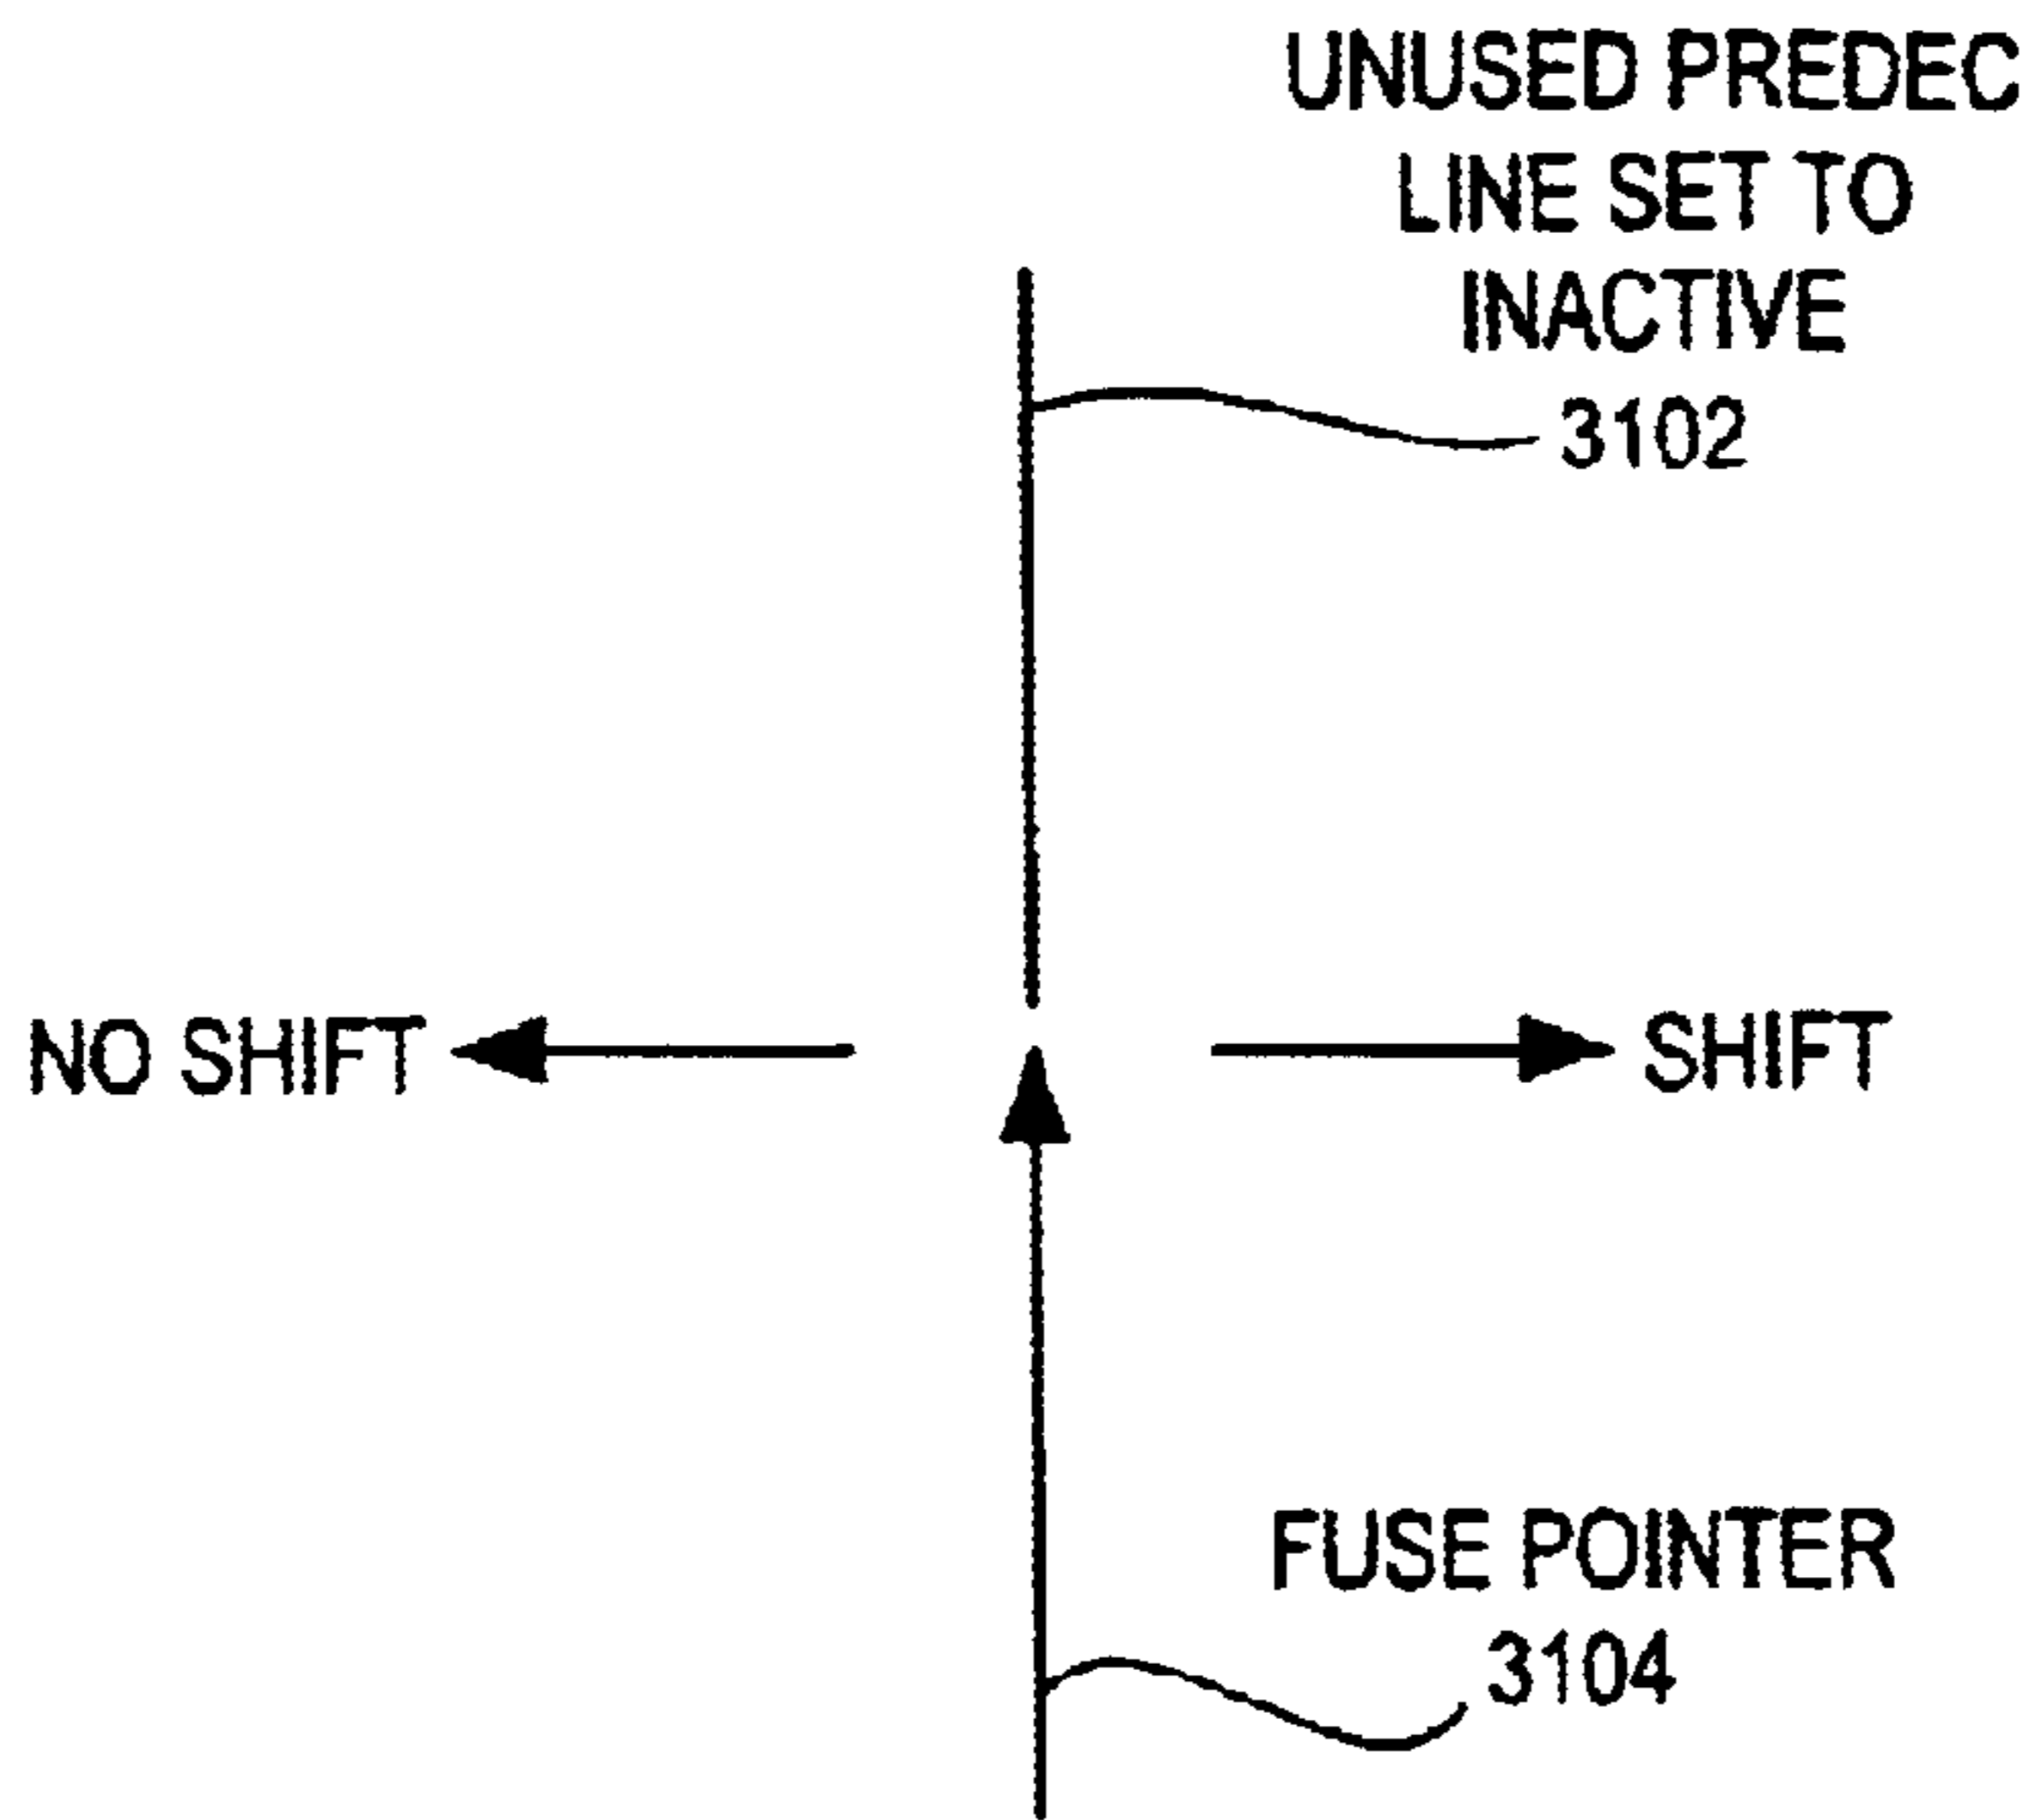 UNUSED PREDEC
LINE SET TO
INACTIVE
3102
NO SHIFT
SHIFT
FUSE POINTER
3104